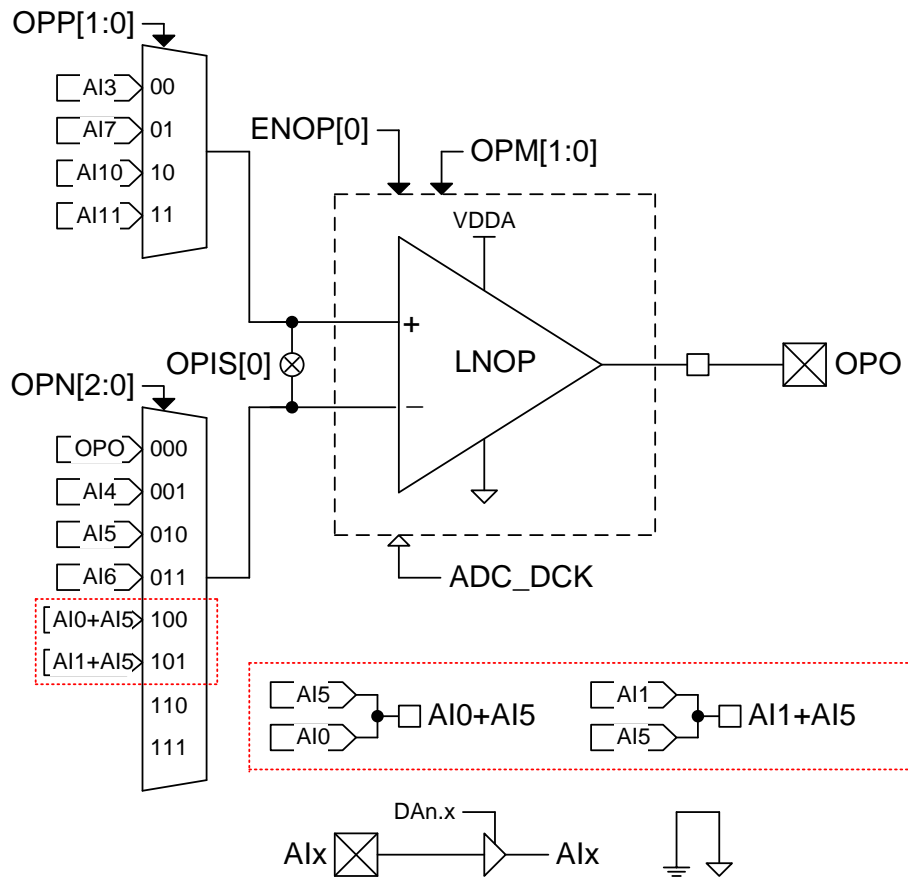 OPP[1:0]
AI3 00
AI7 01
AI10 10
AI11 11
ENOP[0]
OPM[1:0]
VDDA
+
LNOP
−
OPO
OPIS[0]
OPN[2:0]
OPO 000
AI4 001
AI5 010
AI6 011
AI0+AI5 100
AI1+AI5 101
110
111
ADC_DCK
AI5
AI0
AI0+AI5
AI1
AI5
AI1+AI5
DAn.x
AIx
AIx